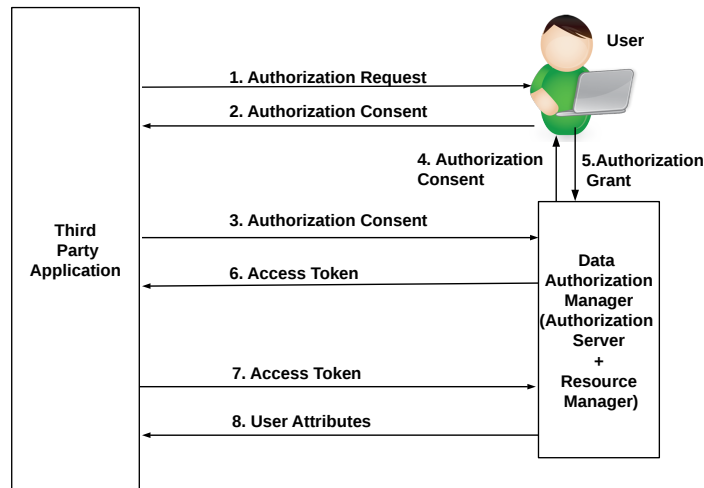 User
1. Authorization Request
2. Authorization Consent
4. Authorization
Consent
5.Authorization
Grant
3. Authorization Consent
Third
Party
Application
6. Access Token
Data
Authorization
Manager
(Authorization
Server
+
Resource
Manager)
7. Access Token
8. User Attributes